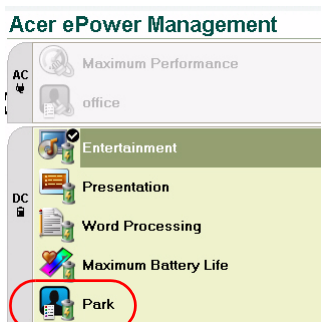 Acer ePower Management
AC
Maximum Performance
office
DC
Entertainment
Presentation
Word Processing
Maximum Battery Life
Park